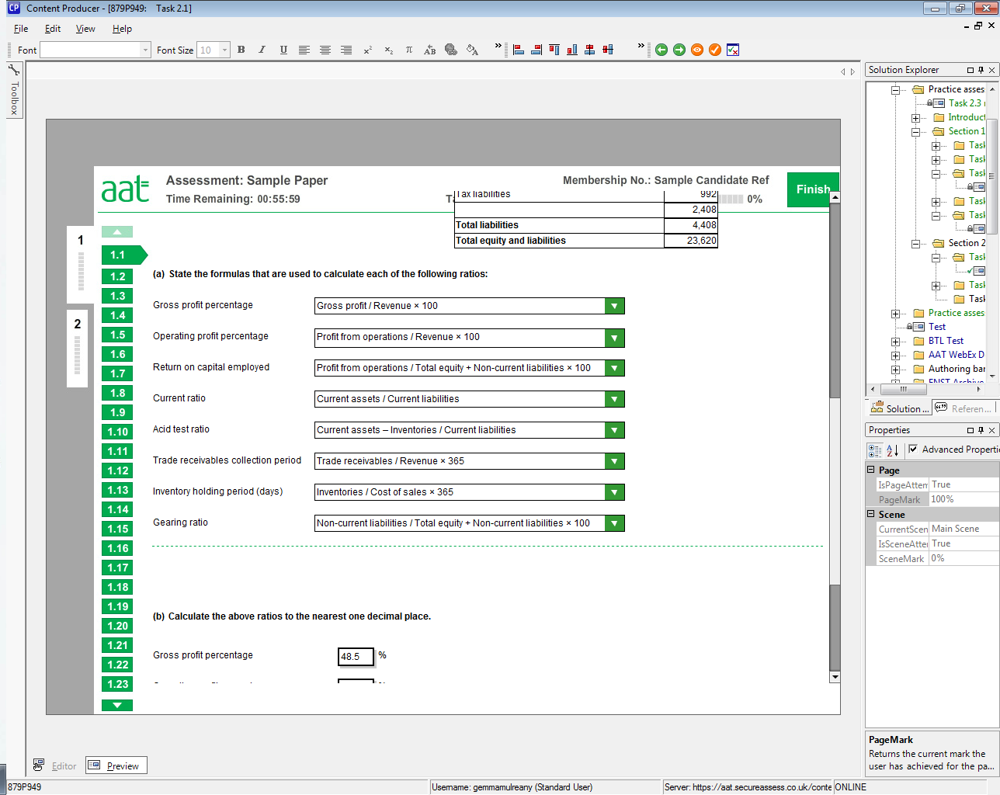 Content Producer - [879P949: Task 2.1]
File Edit View Help
Font Font Size 10 B I U
Toolbox
Solution Explorer
Practice asses
Task 2.3
Introduct
Section 1
Task
Task
Task
Task
Task
Section 2
Task
Task
Task
Practice asses
Test
BTL Test
AAT WebEx D
Authoring bar
ENST Archive
Solution ... Referen...
aat
Assessment: Sample Paper
Membership No.: Sample Candidate Ref
Time Remaining: 00:55:59
0%
Finish
Tax liabilities 992
2,408
Total liabilities 4,408
Total equity and liabilities 23,620
1
1.1
1.2
1.3
1.4
1.5
1.6
1.7
1.8
1.9
1.10
1.11
1.12
1.13
1.14
1.15
1.16
1.17
1.18
1.19
1.20
1.21
1.22
1.23
2
(a) State the formulas that are used to calculate each of the following ratios:
Gross profit percentage Gross profit / Revenue × 100
Operating profit percentage Profit from operations / Revenue × 100
Return on capital employed Profit from operations / Total equity + Non-current liabilities × 100
Current ratio Current assets / Current liabilities
Acid test ratio Current assets – Inventories / Current liabilities
Trade receivables collection period Trade receivables / Revenue × 365
Inventory holding period (days) Inventories / Cost of sales × 365
Gearing ratio Non-current liabilities / Total equity + Non-current liabilities × 100
(b) Calculate the above ratios to the nearest one decimal place.
Gross profit percentage 48.5 %
Properties
Advanced Properti
Page
IsPageAttem True
PageMark 100%
Scene
CurrentScen Main Scene
IsSceneAtter True
SceneMark 0%
PageMark
Returns the current mark the
user has achieved for the pa...
Editor Preview
879P949
Username: gemmamulreany (Standard User)
Server: https://aat.secureassess.co.uk/conte
ONLINE